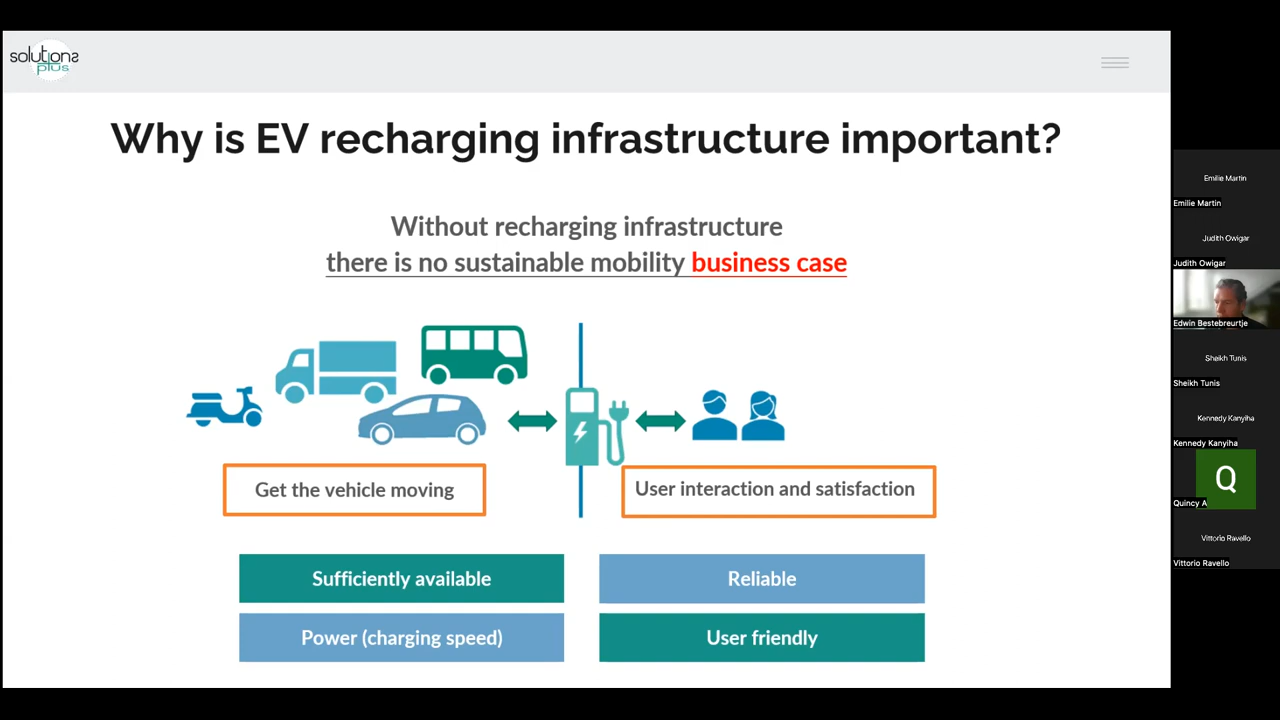 solutions
plus
Why is EV recharging infrastructure important?
Without recharging infrastructure
there is no sustainable mobility business case
Get the vehicle moving
User interaction and satisfaction
Sufficiently available
Reliable
Power (charging speed)
User friendly
Emilie Martin
Emilie Martin
Judith Owigar
Judith Owigar
Edwin Bestebreurtje
Sheikh Tunis
Sheikh Tunis
Kennedy Kanyiha
Kennedy Kanyiha
Q
Quincy A
Vittorio Ravello
Vittorio Ravello